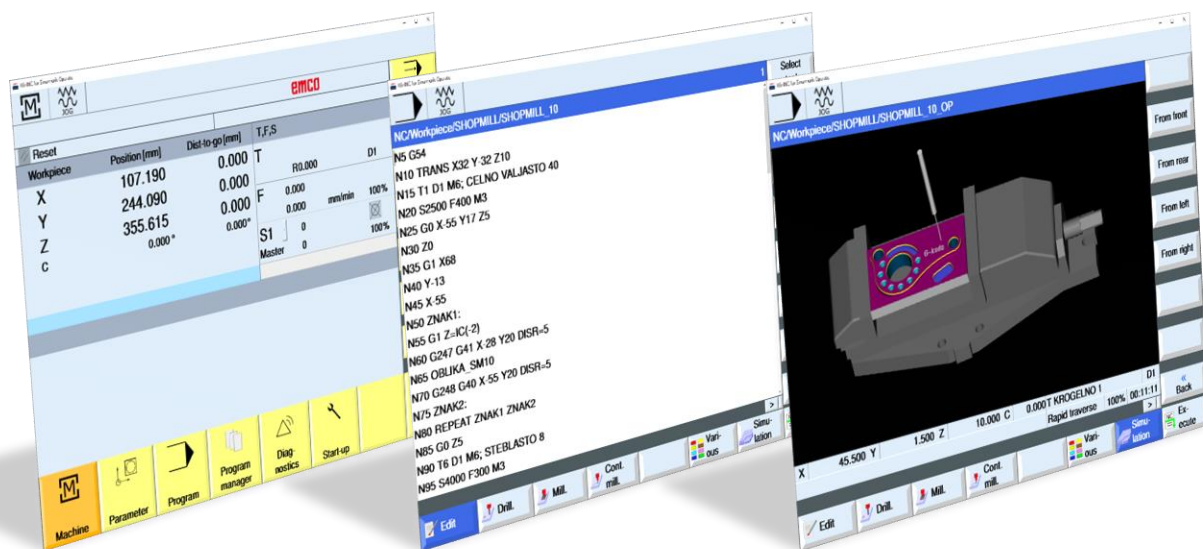 emco
JOG
Reset
Workpiece Position [mm] Dist-to-go [mm] T,F,S
X 107.190 0.000 T R0.000 D1
Y 244.090 0.000 F 0.000
Z 355.615 0.000 0.000 mm/min 100%
C 0.000° 0.000° S1 0
Master 0 100%
Machine
Parameter
Program
Program manager
Diag-nostics
Start-up
Select
JOG
NC/Workpiece/SHOPMILL/SHOPMILL_10 1
N5 G54
N10 TRANS X32 Y-32 Z10
N15 T1 D1 M6; CELNO VALJASTO 40
N20 S2500 F400 M3
N25 G0 X-55 Y17 Z5
N30 Z0
N35 G1 X68
N40 Y-13
N45 X-55
N50 ZNAK1:
N55 G1 Z=IC(-2)
N60 G247 G41 X-28 Y20 DISR=5
N65 OBLIKA_SM10
N70 G248 G40 X-55 Y20 DISR=5
N75 ZNAK2:
N80 REPEAT ZNAK1 ZNAK2
N85 G0 Z5
N90 T6 D1 M6; STEBLASTO 8
N95 S4000 F300 M3
>
Edit
Drill.
Mill.
Cont. mill.
Vari-ous
Simu-lation
JOG
NC/Workpiece/SHOPMILL/SHOPMILL_10_OP
From front
From rear
From left
From right
«
Back
X 45.500 Y 1.500 Z 10.000 C 0.000 T KROGELNO 1 D1
Rapid traverse 100% 00:11:11
>
Edit
Drill.
Mill.
Cont. mill.
Vari-ous
Simu-lation
Ex-ecute